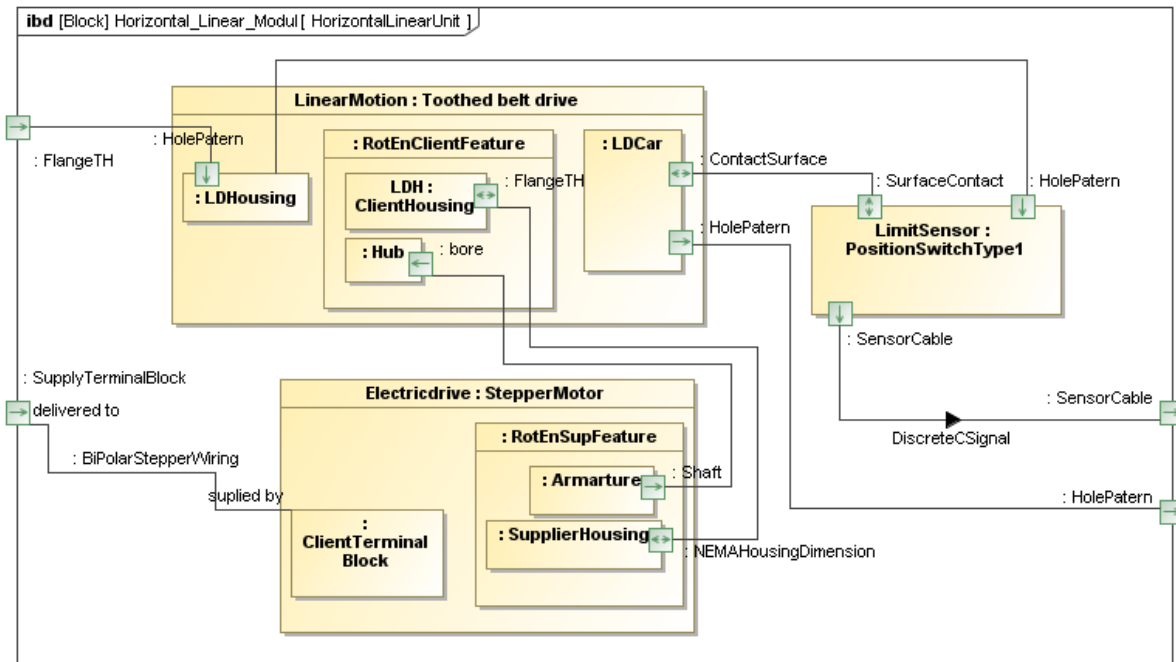 ibd [Block] Horizontal_Linear_Modul[ HorizontalLinearUnit ]
LinearMotion : Toothed belt drive
: HolePatern
: FlangeTH
: LDHousing
: RotEnClientFeature
LDH :
ClientHousing
: FlangeTH
: Hub
: bore
: LDCar
: ContactSurface
: HolePatern
: SurfaceContact
: HolePatern
LimitSensor :
PositionSwitchType1
: SensorCable
: SupplyTerminalBlock
delivered to
: BiPolarStepperWiring
suplied by
Electricdrive : StepperMotor
:
ClientTerminal
Block
: RotEnSupFeature
: Armarture
: Shaft
: SupplierHousing
: NEMAHousingDimension
DiscreteCSignal
: SensorCable
: HolePatern